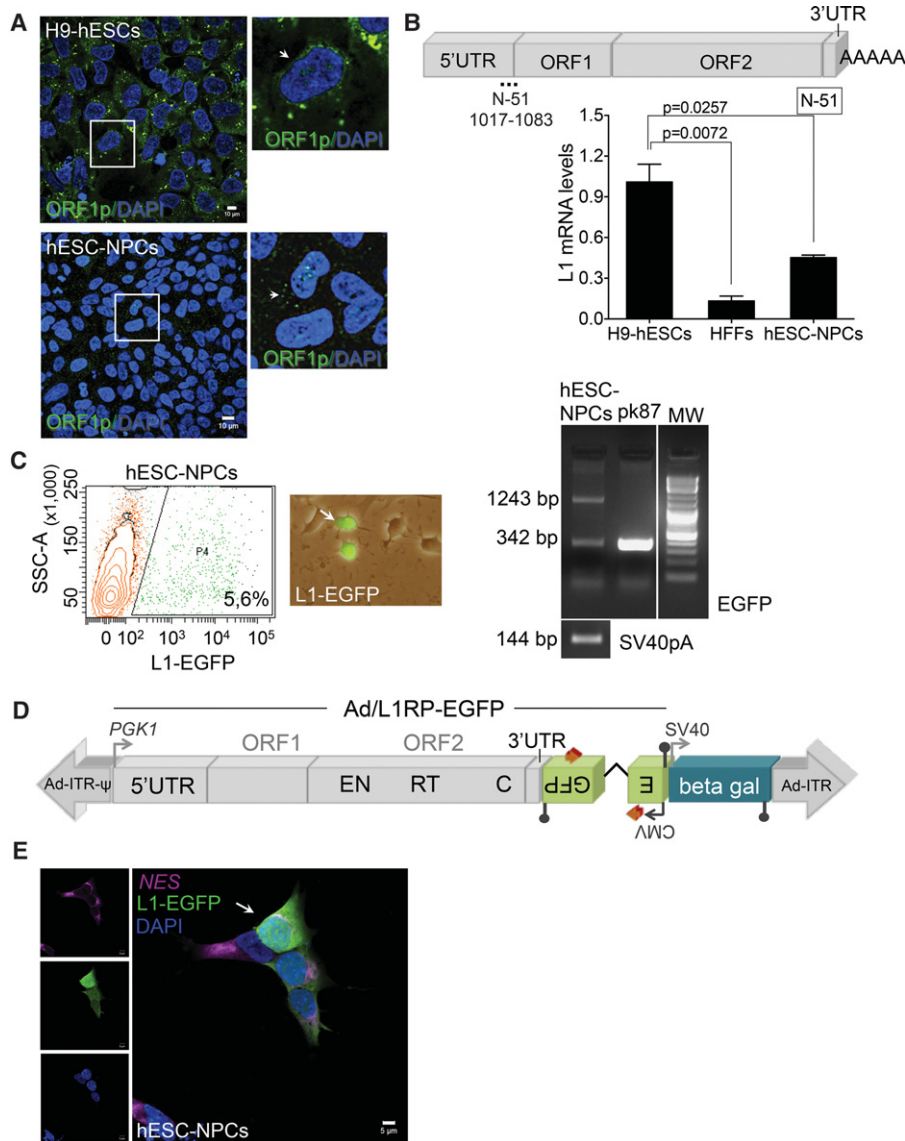 A
H9-hESCs
ORF1p/DAPI
10 µm
ORF1p/DAPI
hESC-NPCs
ORF1p/DAPI
10 µm
ORF1p/DAPI
B
3'UTR
5'UTR ORF1 ORF2 AAAAA
N-51
1017-1083
N-51
p=0.0257
p=0.0072
L1 mRNA levels
1.5
1.2
0.9
0.6
0.3
0
H9-hESCs HFFs hESC-NPCs
C
hESC-NPCs
SSC-A (x1,000)
250
150
100
50
P4
5,6%
0 10² 10³ 10⁴ 10⁵
L1-EGFP
L1-EGFP
hESC-
NPCs pk87 MW
1243 bp
342 bp
EGFP
144 bp
SV40pA
D
Ad/L1RP-EGFP
PGK1 ORF1 ORF2 3'UTR SV40
Ad-ITR-ψ 5'UTR EN RT C GFP E beta gal Ad-ITR
CMV
E
NES
L1-EGFP
DAPI
hESC-NPCs
5 µm